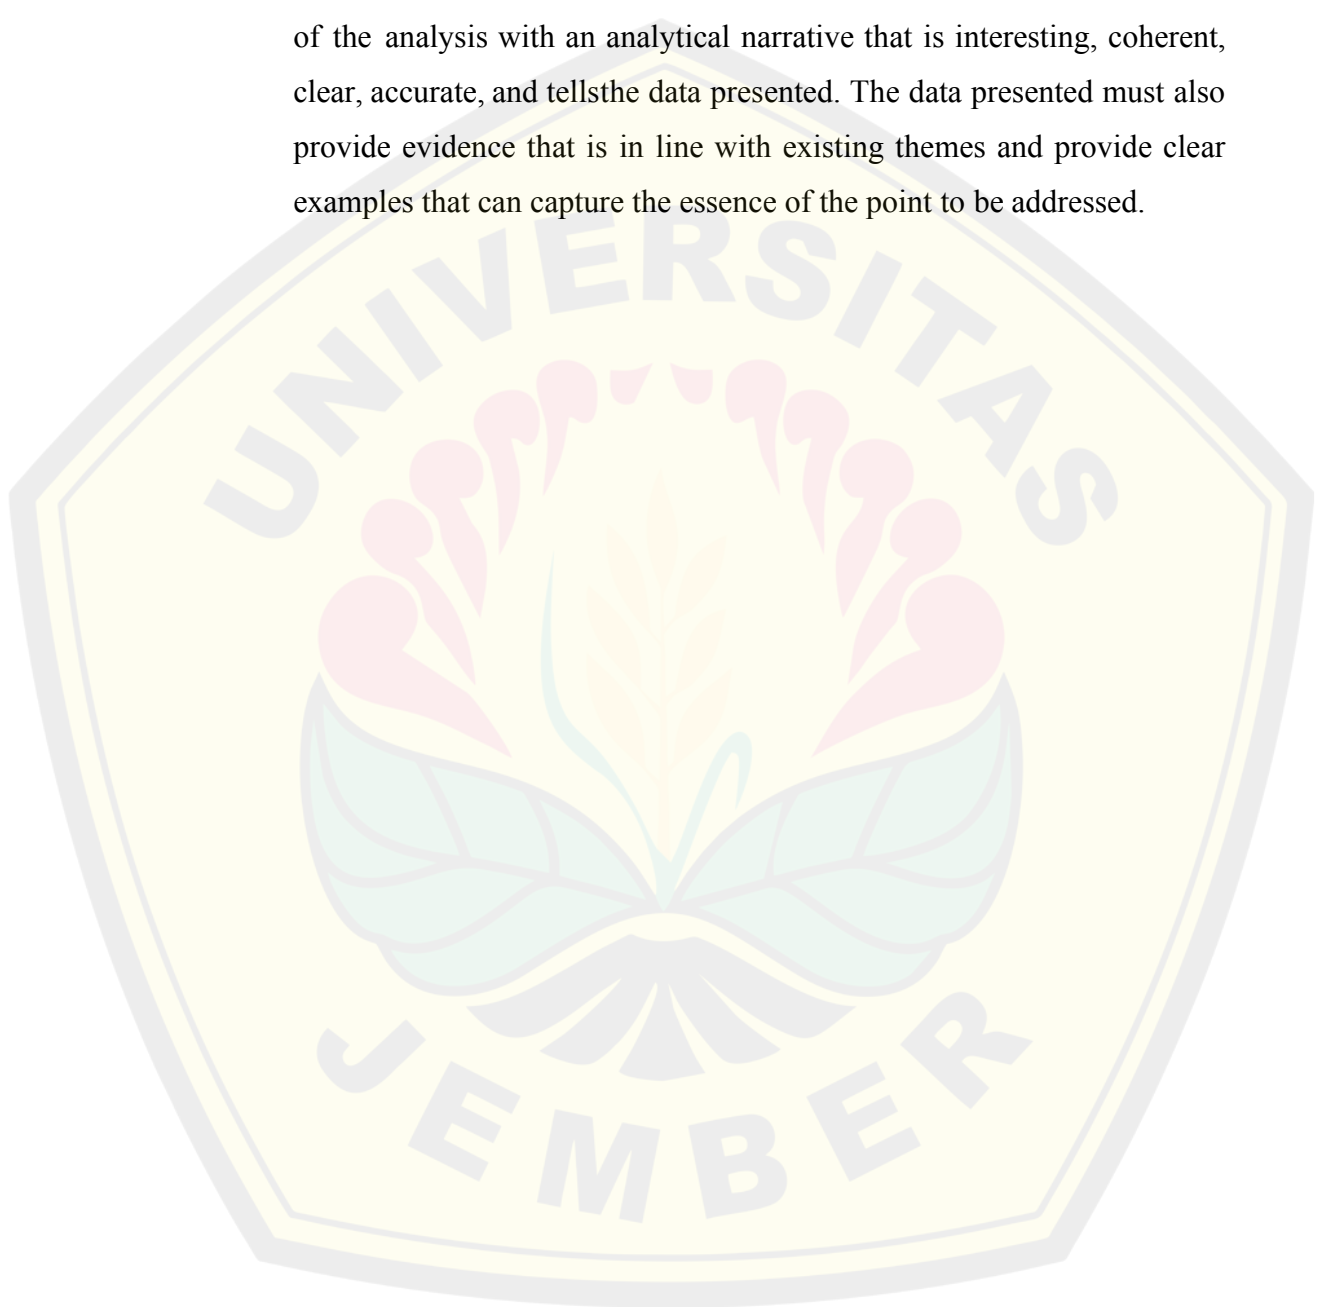 of the analysis with an analytical narrative that is interesting, coherent,
clear, accurate, and tellsthe data presented. The data presented must also
provide evidence that is in line with existing themes and provide clear
examples that can capture the essence of the point to be addressed.
UNIVERSITAS
JEMBER